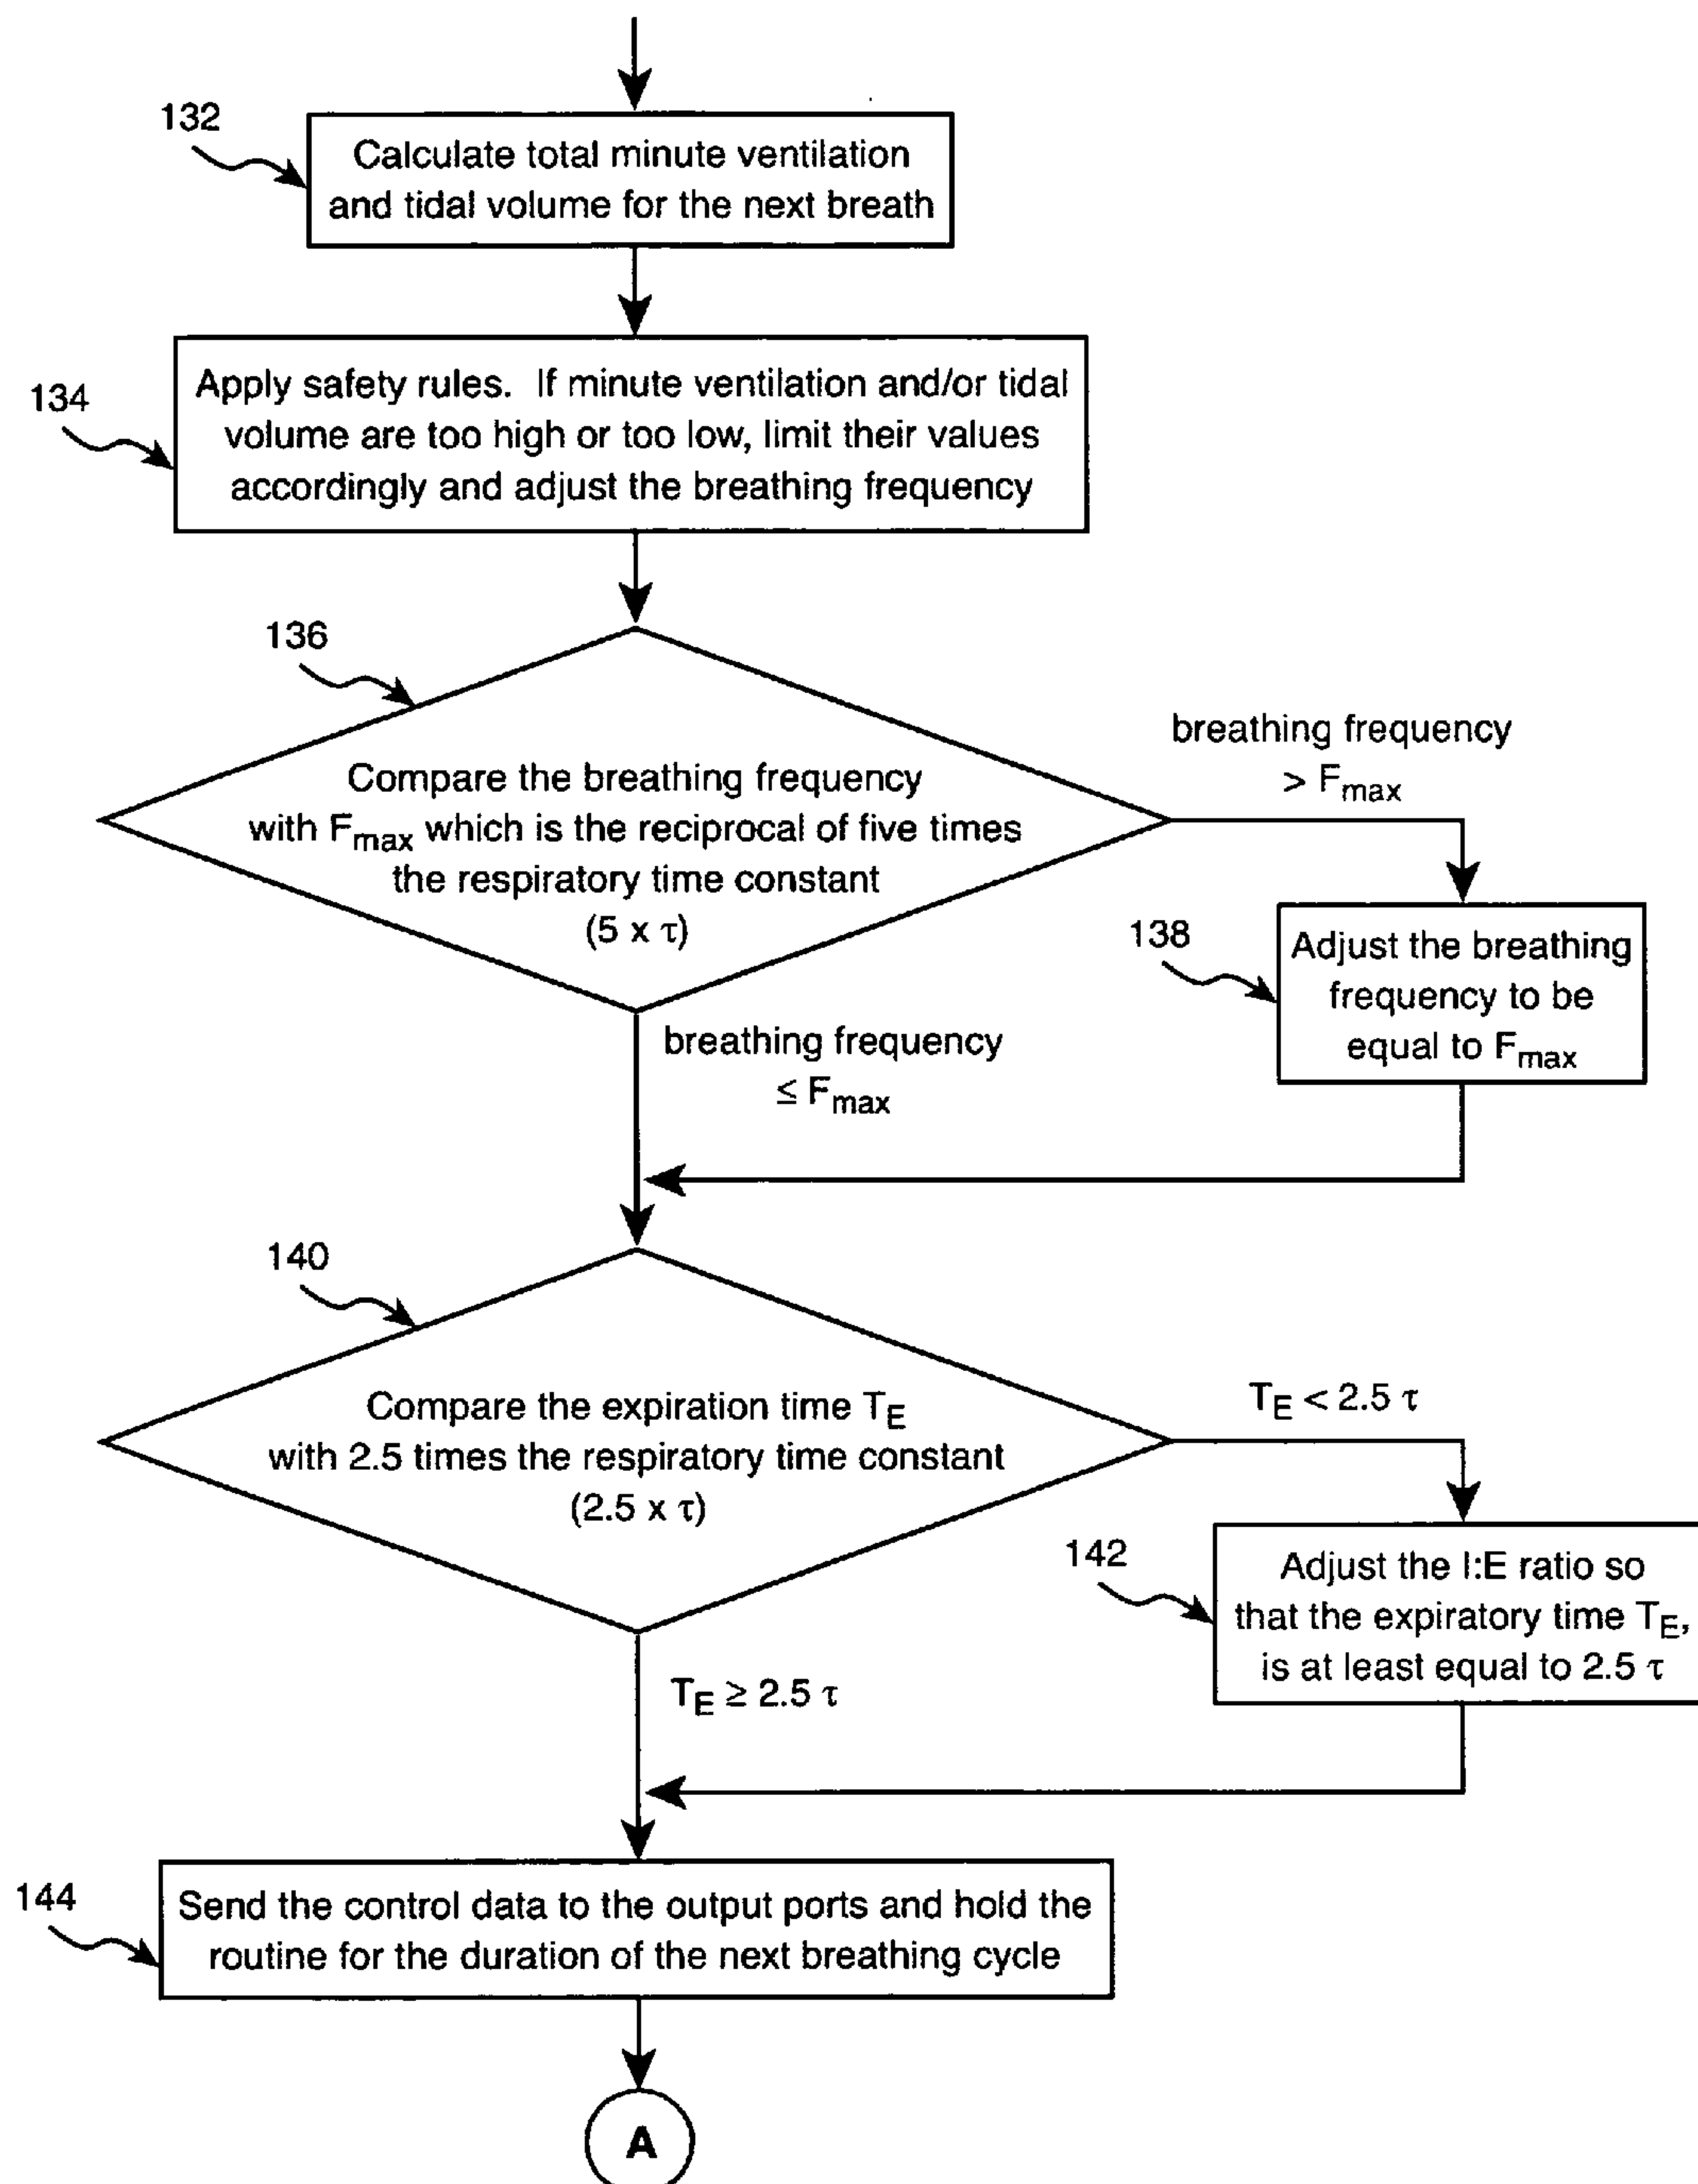 132
Calculate total minute ventilation
and tidal volume for the next breath
134
Apply safety rules. If minute ventilation and/or tidal
volume are too high or too low, limit their values
accordingly and adjust the breathing frequency
136
Compare the breathing frequency
with Fmax which is the reciprocal of five times
the respiratory time constant
(5 x τ)
breathing frequency
> Fmax
138
Adjust the breathing
frequency to be
equal to Fmax
breathing frequency
≤ Fmax
140
Compare the expiration time TE
with 2.5 times the respiratory time constant
(2.5 x τ)
TE < 2.5 τ
142
Adjust the I:E ratio so
that the expiratory time TE,
is at least equal to 2.5 τ
TE ≥ 2.5 τ
144
Send the control data to the output ports and hold the
routine for the duration of the next breathing cycle
A